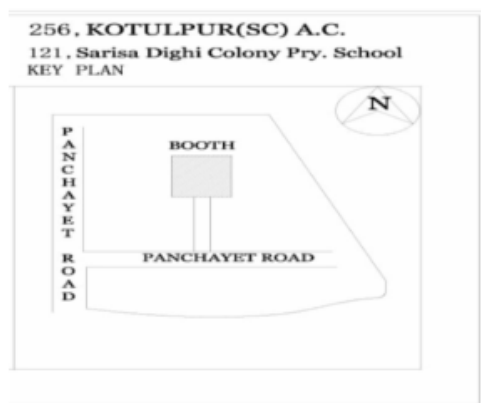 256, KOTULPUR(SC) A.C.
121, Sarisa Dighi Colony Pry. School
KEY PLAN
N
BOOTH
PANCHAYET ROAD
PANCHAYET ROAD